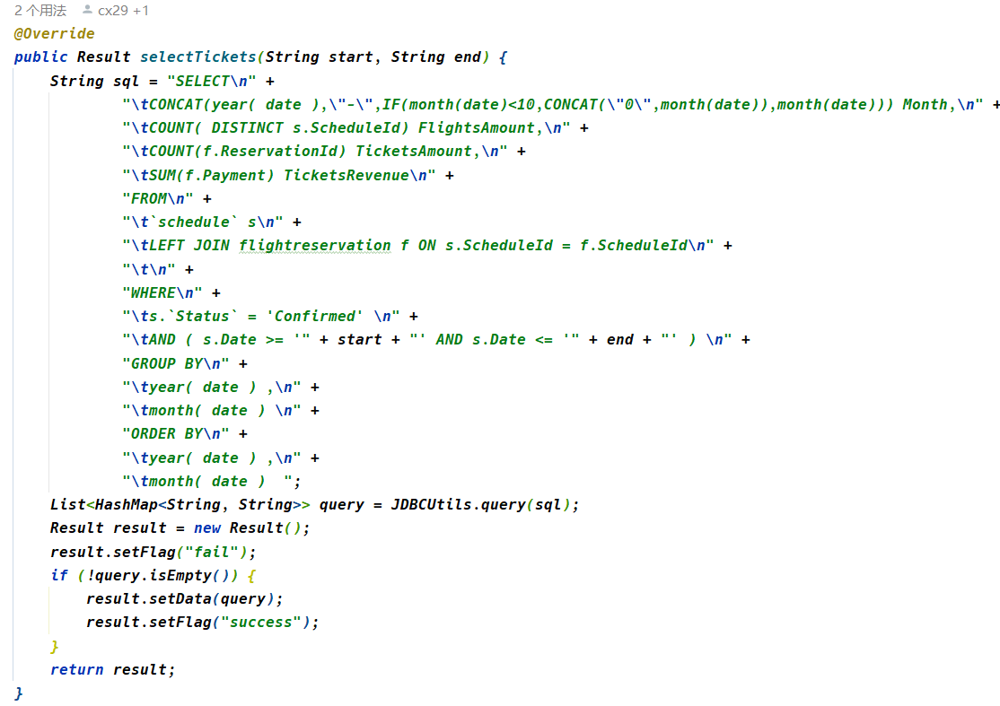 2 个用法 cx29 +1
@Override
public Result selectTickets(String start, String end) {
    String sql = "SELECT\n" +
            "\tCONCAT(year( date ),\"-\",IF(month(date)<10,CONCAT(\"0\",month(date)),month(date))) Month,\n" +
            "\tCOUNT( DISTINCT s.ScheduleId) FlightsAmount,\n" +
            "\tCOUNT(f.ReservationId) TicketsAmount,\n" +
            "\tSUM(f.Payment) TicketsRevenue\n" +
            "FROM\n" +
            "\t`schedule` s\n" +
            "\tLEFT JOIN flightreservation f ON s.ScheduleId = f.ScheduleId\n" +
            "\t\n" +
            "WHERE\n" +
            "\ts.`Status` = 'Confirmed' \n" +
            "\tAND ( s.Date >= '" + start + "' AND s.Date <= '" + end + "' ) \n" +
            "GROUP BY\n" +
            "\tyear( date ) ,\n" +
            "\tmonth( date ) \n" +
            "ORDER BY\n" +
            "\tyear( date ) ,\n" +
            "\tmonth( date )  ";
    List<HashMap<String, String>> query = JDBCUtils.query(sql);
    Result result = new Result();
    result.setFlag("fail");
    if (!query.isEmpty()) {
        result.setData(query);
        result.setFlag("success");
    }
    return result;
}